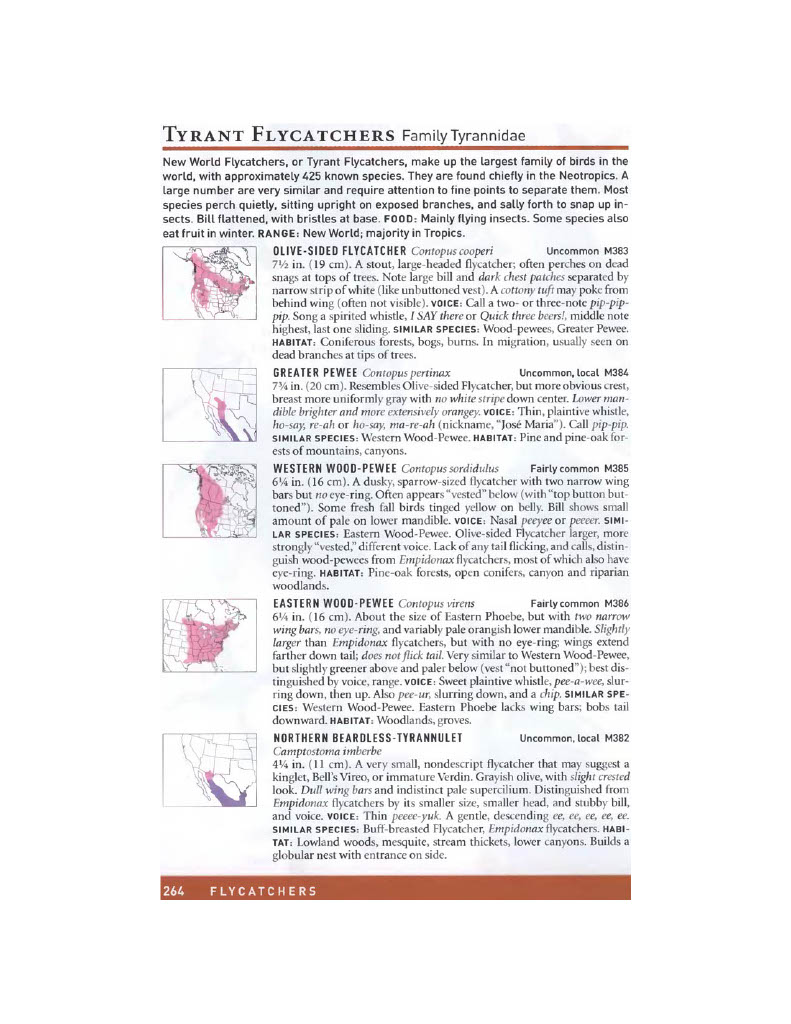 TYRANT FLYCATCHERS Family Tyrannidae
New World Flycatchers, or Tyrant Flycatchers, make up the largest family of birds in the
world, with approximately 425 known species. They are found chiefly in the Neotropics. A
large number are very similar and require attention to fine points to separate them. Most
species perch quietly, sitting upright on exposed branches, and sally forth to snap up in-
sects. Bill flattened, with bristles at base. FOOD: Mainly flying insects. Some species also
eat fruit in winter. RANGE: New World; majority in Tropics.
OLIVE-SIDED FLYCATCHER Contopus cooperi Uncommon M383
7½ in. (19 cm). A stout, large-headed flycatcher; often perches on dead
snags at tops of trees. Note large bill and dark chest patches separated by
narrow strip of white (like unbuttoned vest). A cottony tuft may poke from
behind wing (often not visible). VOICE: Call a two- or three-note pip-pip-
pip. Song a spirited whistle, I SAY there or Quick three beers!, middle note
highest, last one sliding. SIMILAR SPECIES: Wood-pewees, Greater Pewee.
HABITAT: Coniferous forests, bogs, burns. In migration, usually seen on
dead branches at tips of trees.
GREATER PEWEE Contopus pertinax Uncommon, local M384
7¾ in. (20 cm). Resembles Olive-sided Flycatcher, but more obvious crest,
breast more uniformly gray with no white stripe down center. Lower man-
dible brighter and more extensively orangey. VOICE: Thin, plaintive whistle,
ho-say, re-ah or ho-say, ma-re-ah (nickname, "José Maria"). Call pip-pip.
SIMILAR SPECIES: Western Wood-Pewee. HABITAT: Pine and pine-oak for-
ests of mountains, canyons.
WESTERN WOOD-PEWEE Contopus sordidulus Fairly common M385
6¼ in. (16 cm). A dusky, sparrow-sized flycatcher with two narrow wing
bars but no eye-ring. Often appears "vested" below (with "top button but-
toned"). Some fresh fall birds tinged yellow on belly. Bill shows small
amount of pale on lower mandible. VOICE: Nasal peeyee or peeeer. SIMI-
LAR SPECIES: Eastern Wood-Pewee. Olive-sided Flycatcher larger, more
strongly "vested," different voice. Lack of any tail flicking, and calls, distin-
guish wood-pewees from Empidonax flycatchers, most of which also have
eye-ring. HABITAT: Pine-oak forests, open conifers, canyon and riparian
woodlands.
EASTERN WOOD-PEWEE Contopus virens Fairly common M386
6¼ in. (16 cm). About the size of Eastern Phoebe, but with two narrow
wing bars, no eye-ring, and variably pale orangish lower mandible. Slightly
larger than Empidonax flycatchers, but with no eye-ring; wings extend
farther down tail; does not flick tail. Very similar to Western Wood-Pewee,
but slightly greener above and paler below (vest "not buttoned"); best dis-
tinguished by voice, range. VOICE: Sweet plaintive whistle, pee-a-wee, slur-
ring down, then up. Also pee-ur, slurring down, and a chip. SIMILAR SPE-
CIES: Western Wood-Pewee. Eastern Phoebe lacks wing bars; bobs tail
downward. HABITAT: Woodlands, groves.
NORTHERN BEARDLESS-TYRANNULET Uncommon, local M382
Camptostoma imberbe
4¼ in. (11 cm). A very small, nondescript flycatcher that may suggest a
kinglet, Bell's Vireo, or immature Verdin. Grayish olive, with slight crested
look. Dull wing bars and indistinct pale supercilium. Distinguished from
Empidonax flycatchers by its smaller size, smaller head, and stubby bill,
and voice. VOICE: Thin peeee-yuk. A gentle, descending ee, ee, ee, ee, ee.
SIMILAR SPECIES: Buff-breasted Flycatcher, Empidonax flycatchers. HABI-
TAT: Lowland woods, mesquite, stream thickets, lower canyons. Builds a
globular nest with entrance on side.
264 FLYCATCHERS